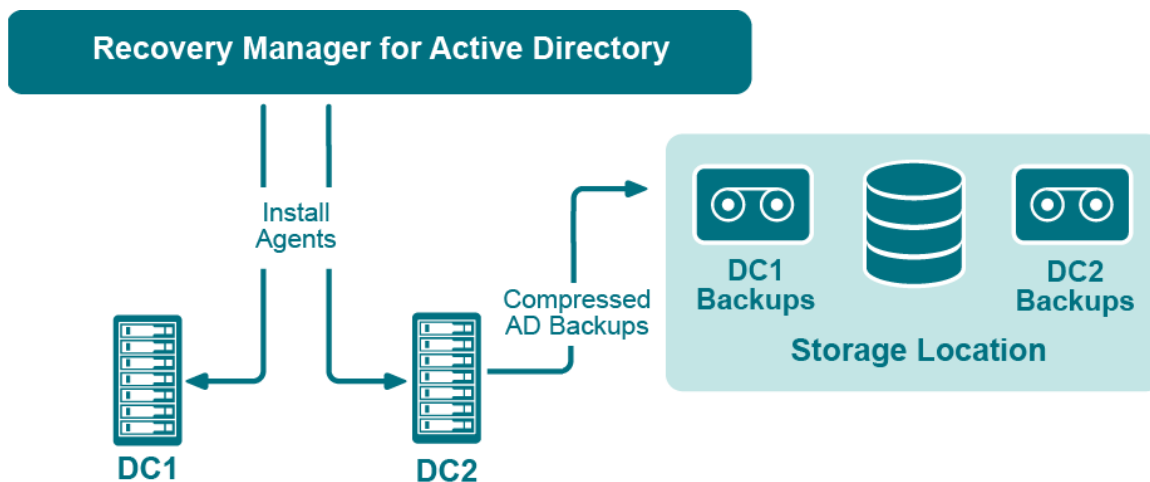 Recovery Manager for Active Directory
Install
Agents
Compressed
AD Backups
DC1
Backups
DC2
Backups
Storage Location
DC1
DC2